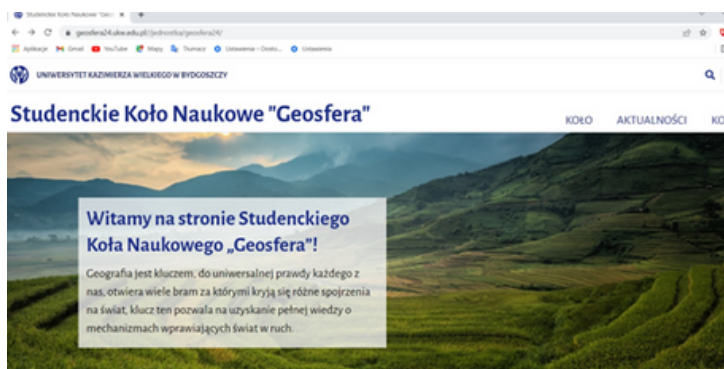 Studenckie Koło Naukowe "Geo
geosfera24.ukw.edu.pl/jednostka/geosfera24/
Aplikacje Gmail YouTube Mapy Tłumacz Ustawienia – Dosto... Ustawienia
UNIWERSYTET KAZIMIERZA WIELKIEGO W BYDGOSZCZY
Studenckie Koło Naukowe "Geosfera"
KOŁO AKTUALNOŚCI KO
Witamy na stronie Studenckiego
Koła Naukowego „Geosfera”!
Geografia jest kluczem, do uniwersalnej prawdy każdego z
nas, otwiera wiele bram za którymi kryją się różne spojrzenia
na świat, klucz ten pozwala na uzyskanie pełnej wiedzy o
mechanizmach wprawiających świat w ruch.